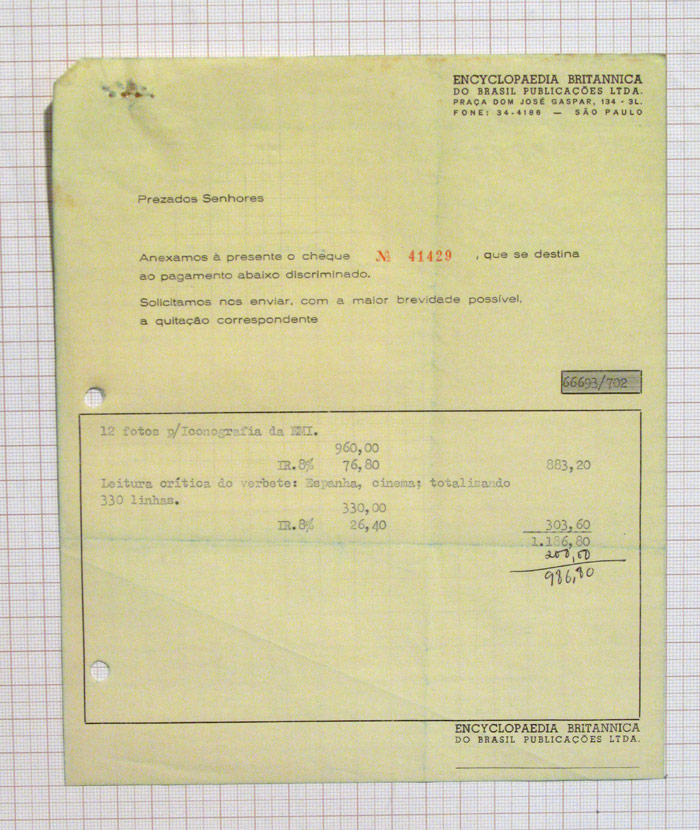 ENCYCLOPAEDIA BRITANNICA
DO BRASIL PUBLICAÇÕES LTDA.
PRAÇA DOM JOSÉ GASPAR, 134 - 3L.
FONE: 34-4186 — SÃO PAULO
Prezados Senhores
Anexamos à presente o chèque № 41429 , que se destina
ao pagamento abaixo discriminado.
Solicitamos nos enviar, com a maior brevidade possível,
a quitação correspondente
66693/702
12 fotos p/Iconografia da EMI.
960,00
IR.8% 76,80 883,20
Leitura crítica do verbete: Espanha, cinema; totalizando
330 linhas.
330,00
IR.8% 26,40 303,60
1.186,80
200,00
986,80
ENCYCLOPAEDIA BRITANNICA
DO BRASIL PUBLICAÇÕES LTDA.